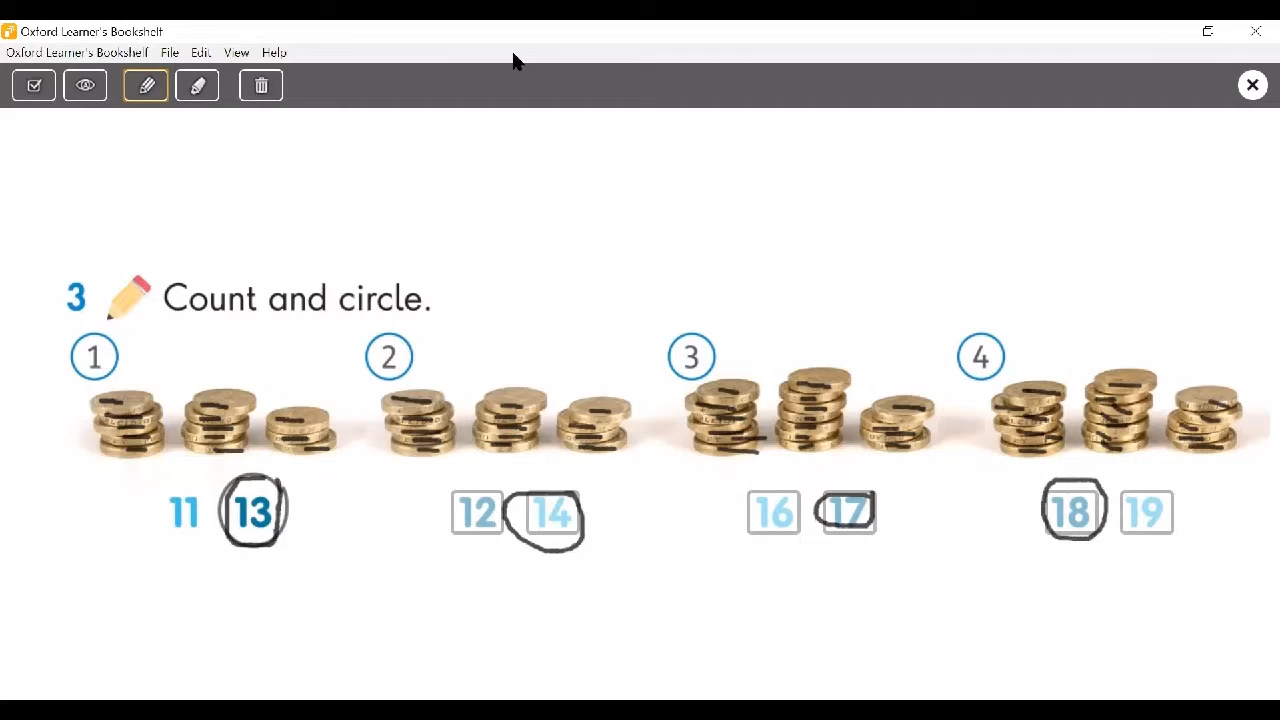 Oxford Learner's Bookshelf
Oxford Learner's Bookshelf File Edit View Help
3 Count and circle.
1 2 3 4
11 13 12 14 16 17 18 19